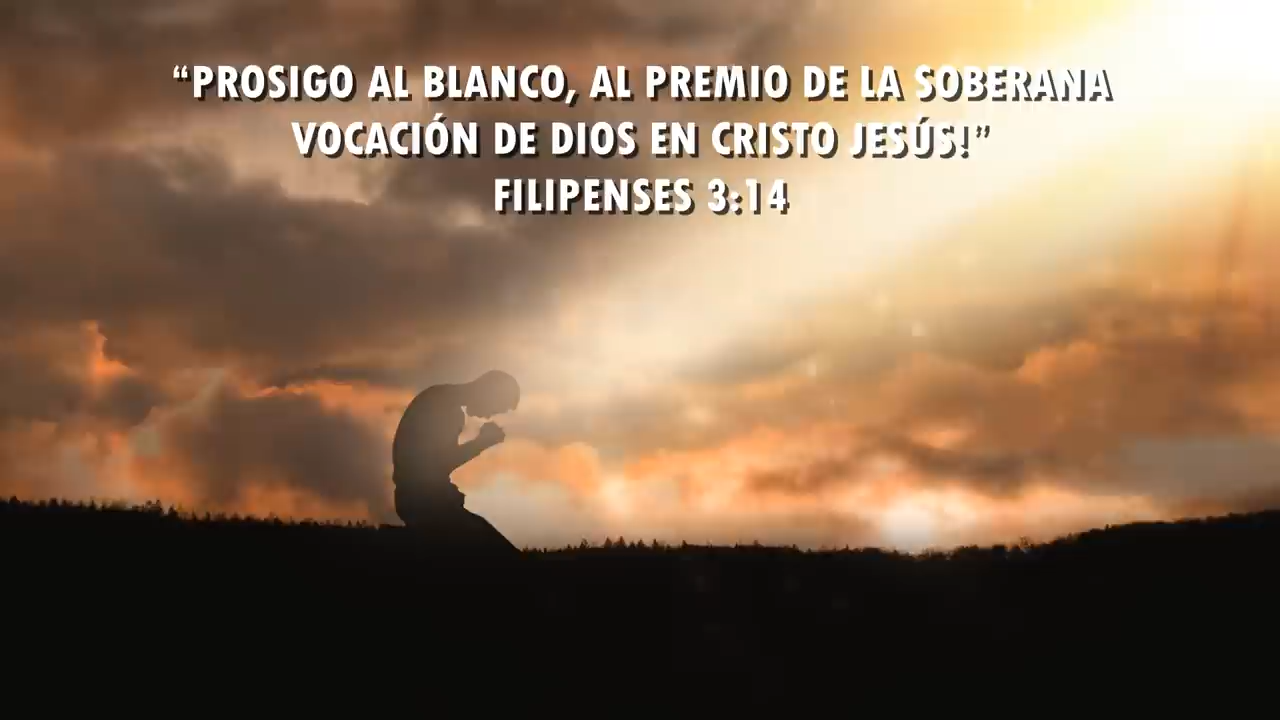 “PROSIGO AL BLANCO, AL PREMIO DE LA SOBERANA
VOCACIÓN DE DIOS EN CRISTO JESÚS!”
FILIPENSES 3:14